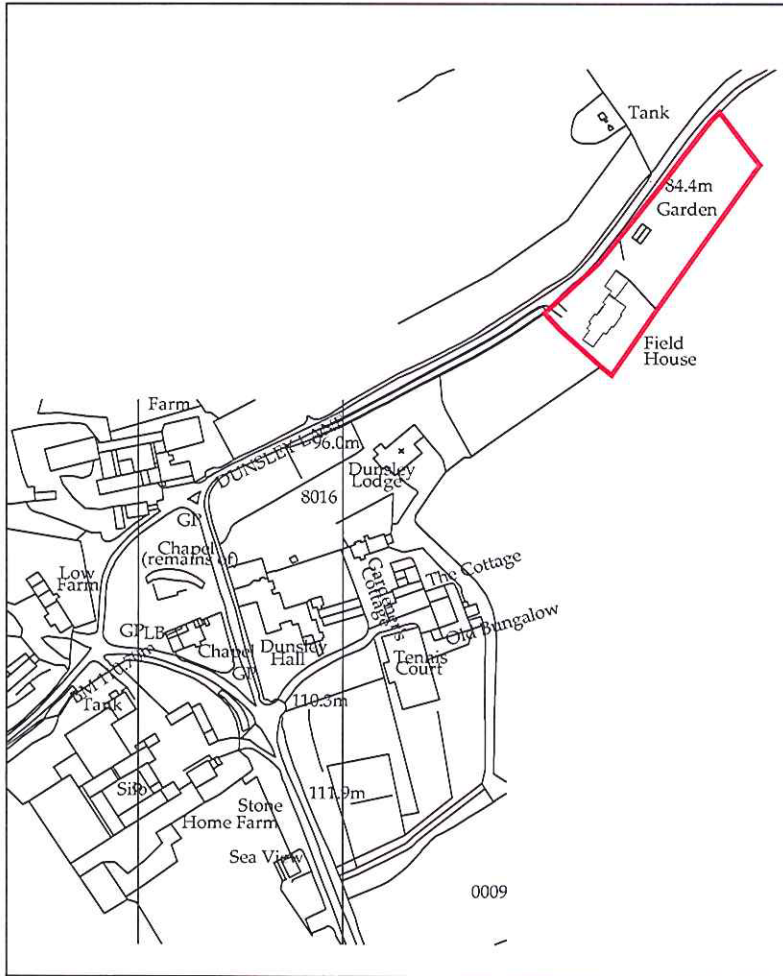 Tank
84.4m
Garden
Field
House
Farm
DUNSLEY LANE
96.0m
Dunsley
Lodge
8016
GP
Chapel
(remains of)
Low
Farm
The Cottage
Gardener's
Cottage
Old Bungalow
GP
LB
Chapel
Dunsley
Hall
GP
Tennis
Court
Tank
110.3m
Silo
111.9m
Stone
Home Farm
Sea View
0009